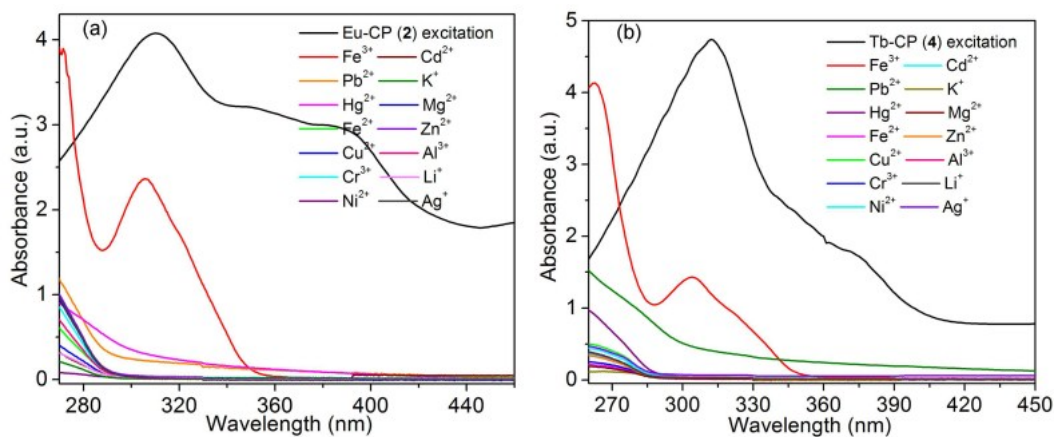 (a)
Eu-CP (2) excitation
Fe³⁺ Cd²⁺
Pb²⁺ K⁺
Hg²⁺ Mg²⁺
Fe²⁺ Zn²⁺
Cu²⁺ Al³⁺
Cr³⁺ Li⁺
Ni²⁺ Ag⁺
Absorbance (a.u.)
4
3
2
1
0
280 320 360 400 440
Wavelength (nm)
(b)
Tb-CP (4) excitation
Fe³⁺ Cd²⁺
Pb²⁺ K⁺
Hg²⁺ Mg²⁺
Fe²⁺ Zn²⁺
Cu²⁺ Al³⁺
Cr³⁺ Li⁺
Ni²⁺ Ag⁺
Absorbance (a.u.)
5
4
3
2
1
0
270 300 330 360 390 420 450
Wavelength (nm)